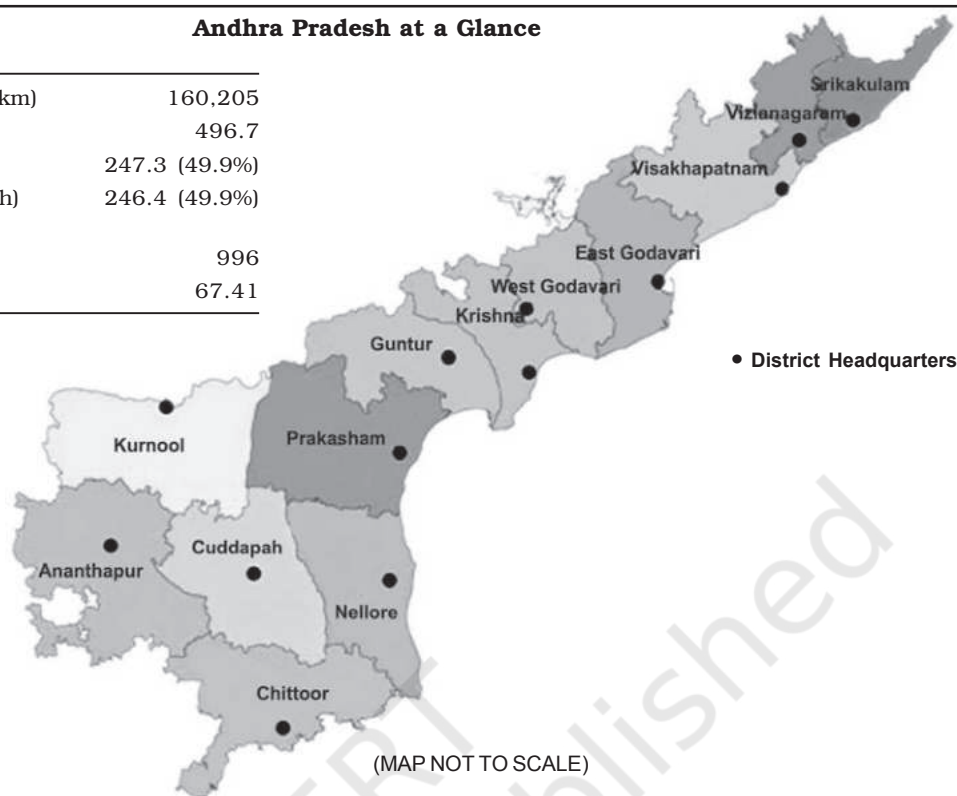 Andhra Pradesh at a Glance
km) 160,205
496.7
247.3 (49.9%)
h) 246.4 (49.9%)
996
67.41
Srikakulam
Vizianagaram
Visakhapatnam
East Godavari
West Godavari
Krishna
Guntur
• District Headquarters
Prakasham
Kurnool
Cuddapah
Ananthapur
Nellore
Chittoor
(MAP NOT TO SCALE)